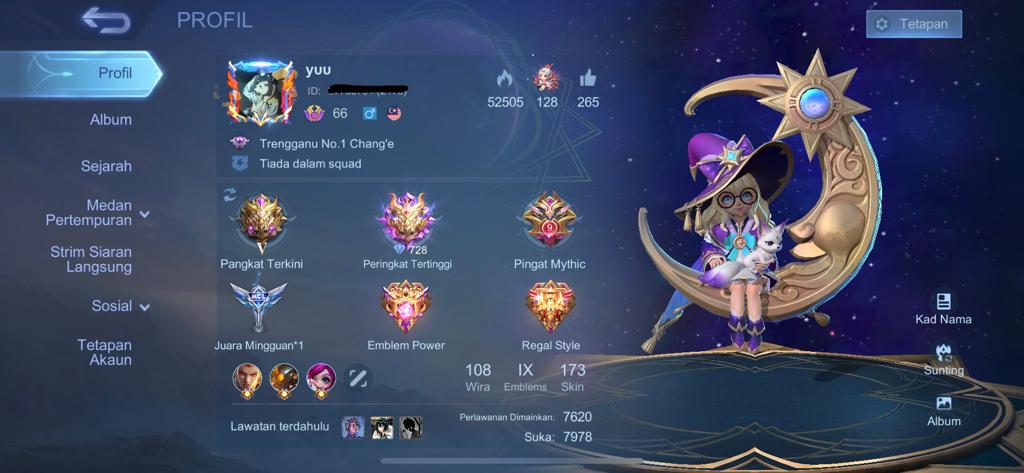 PROFIL
Tetapan
Profil
Album
Sejarah
Medan
Pertempuran
Strim Siaran
Langsung
Sosial
Tetapan
Akaun
yuu
ID:
66
52505
128
265
Trengganu No.1 Chang'e
Tiada dalam squad
Pangkat Terkini
V
728
Peringkat Tertinggi
9
Pingat Mythic
MCL
Juara Mingguan*1
Emblem Power
Regal Style
108
Wira
IX
Emblems
173
Skin
Lawatan terdahulu
Perlawanan Dimainkan: 7620
Suka: 7978
Kad Nama
Sunting
Album